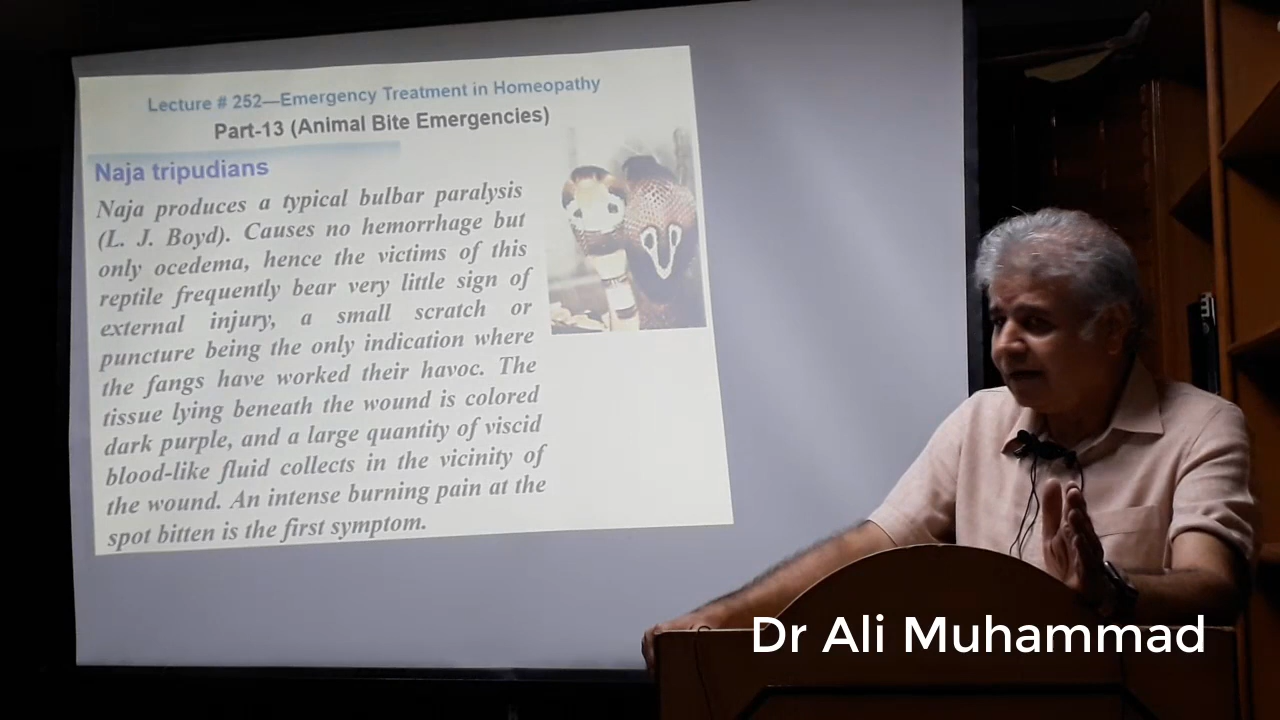 Lecture # 252—Emergency Treatment in Homeopathy
Part-13 (Animal Bite Emergencies)
Naja tripudians
Naja produces a typical bulbar paralysis
(L. J. Boyd). Causes no hemorrhage but
only ocedema, hence the victims of this
reptile frequently bear very little sign of
external injury, a small scratch or
puncture being the only indication where
the fangs have worked their havoc. The
tissue lying beneath the wound is colored
dark purple, and a large quantity of viscid
blood-like fluid collects in the vicinity of
the wound. An intense burning pain at the
spot bitten is the first symptom.
Dr Ali Muhammad